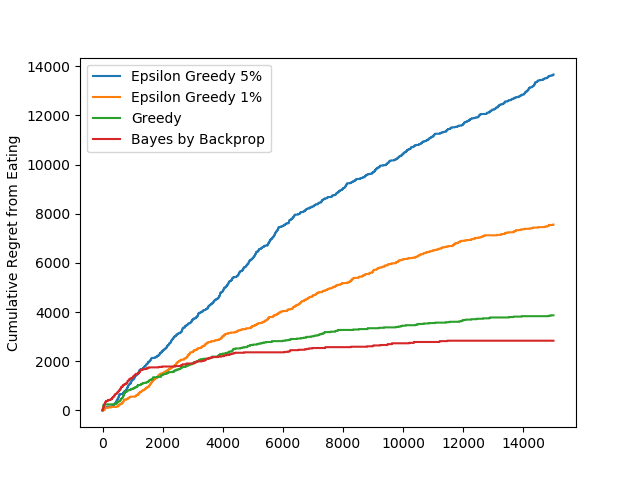 14000
12000
10000
8000
6000
4000
2000
0
Cumulative Regret from Eating
Epsilon Greedy 5%
Epsilon Greedy 1%
Greedy
Bayes by Backprop
0 2000 4000 6000 8000 10000 12000 14000